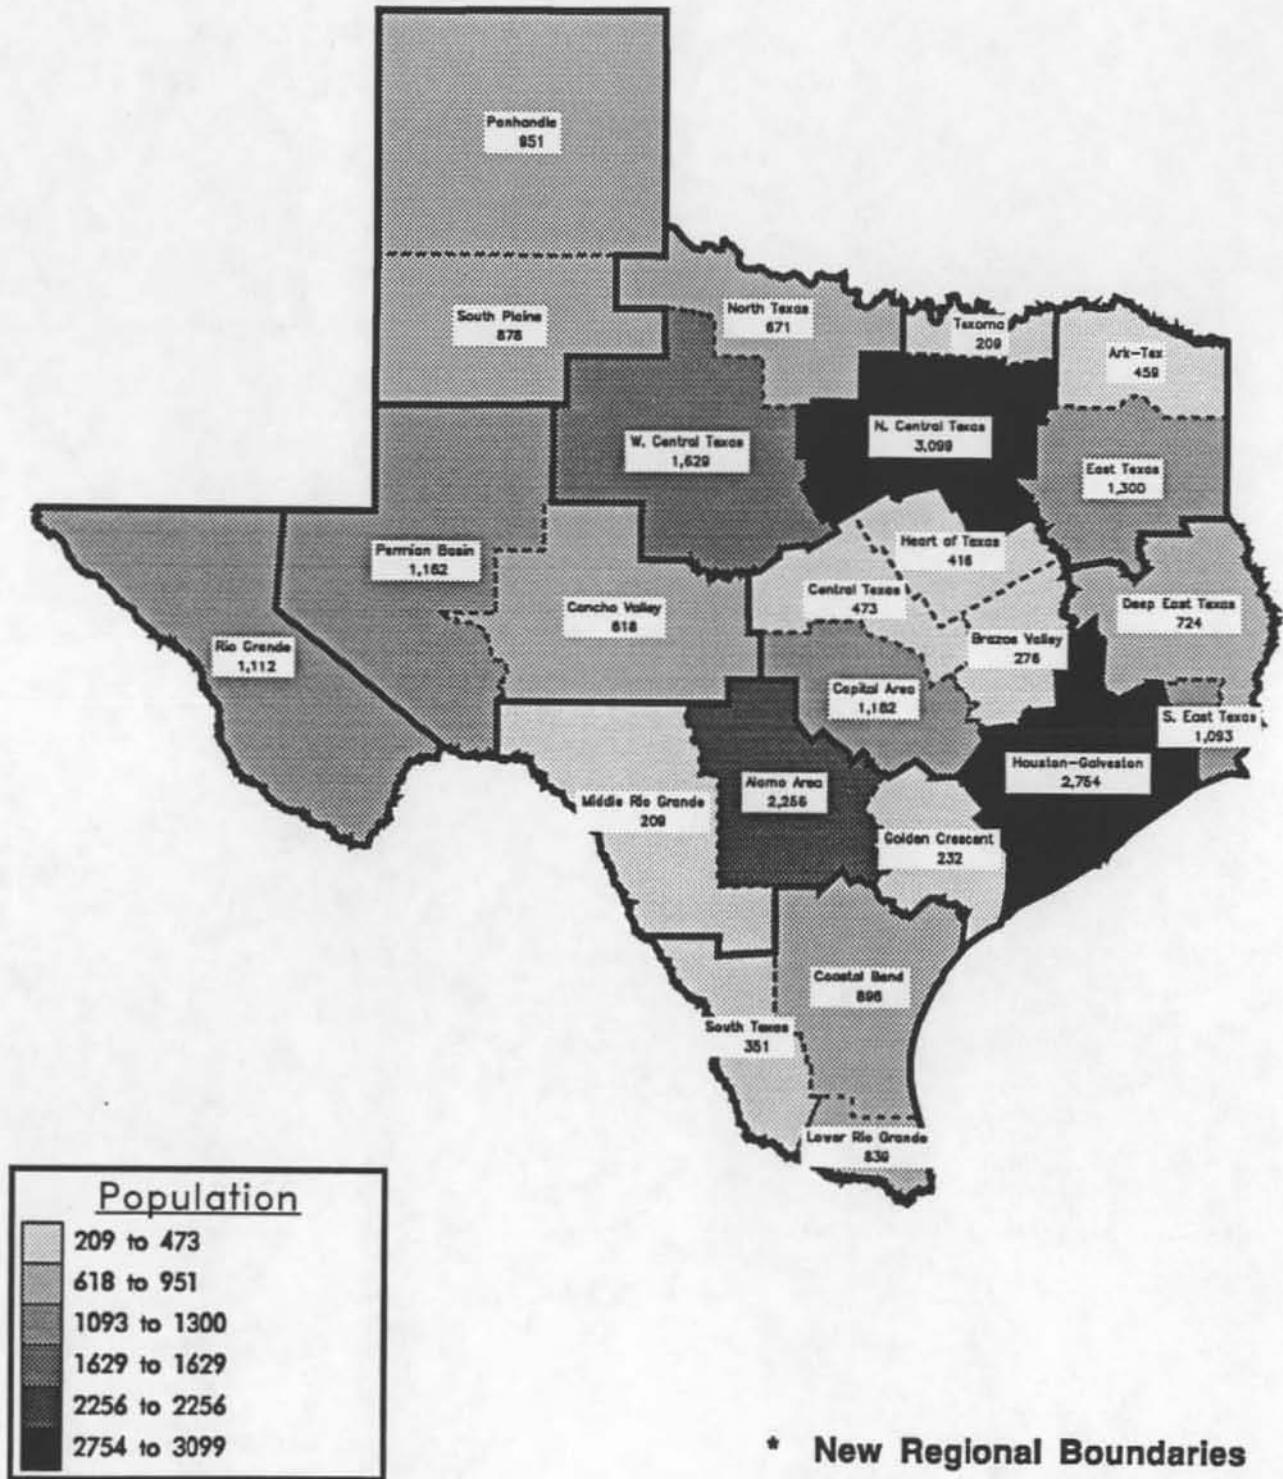 Panhandle
951
South Plains
878
North Texas
671
Texoma
209
Ark-Tex
459
W. Central Texas
1,629
N. Central Texas
3,099
East Texas
1,300
Permian Basin
1,162
Heart of Texas
416
Concho Valley
618
Central Texas
473
Deep East Texas
724
Rio Grande
1,112
Brazos Valley
276
Capital Area
1,162
S. East Texas
1,093
Houston-Galveston
2,754
Alamo Area
2,256
Middle Rio Grande
209
Golden Crescent
232
Coastal Bend
896
South Texas
351
Lower Rio Grande
839
Population
209 to 473
618 to 951
1093 to 1300
1629 to 1629
2256 to 2256
2754 to 3099
* New Regional Boundaries